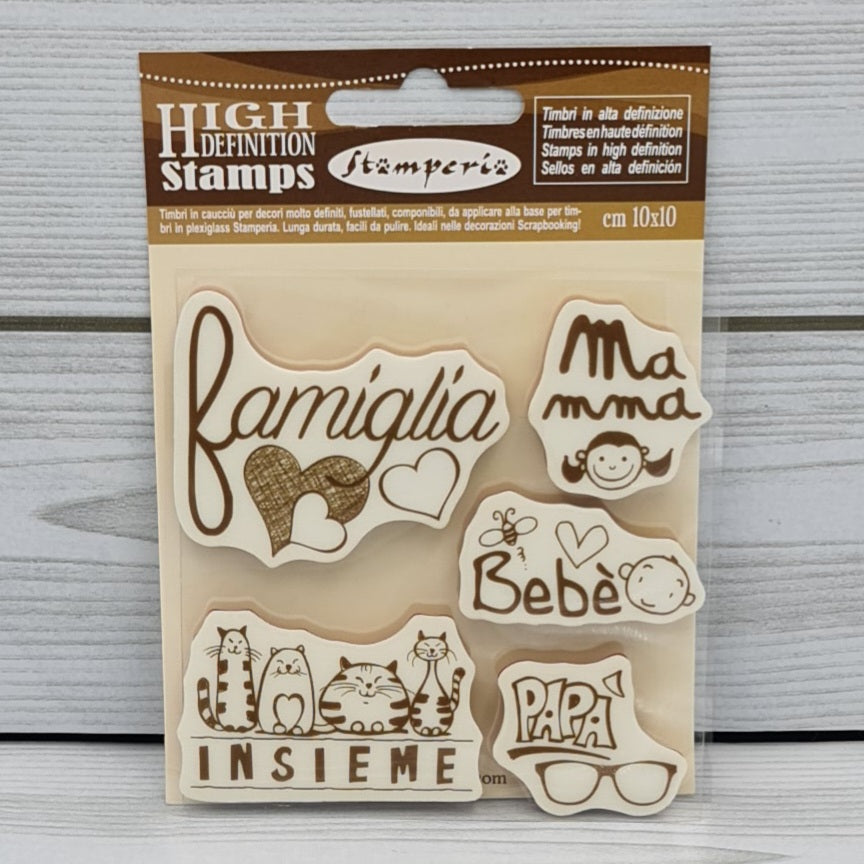 HIGH
DEFINITION
Stamps
Stamperia
Timbri in alta definizione
Timbres en haute définition
Stamps in high definition
Sellos en alta definición
Timbri in caucciù per decori molto definiti, fustellati, componibili, da applicare alla base per tim-
bri in plexiglass Stamperia. Lunga durata, facili da pulire. Ideali nelle decorazioni Scrapbooking!
cm 10x10
famiglia
Ma
mma
Bebè
INSIEME
PAPA'